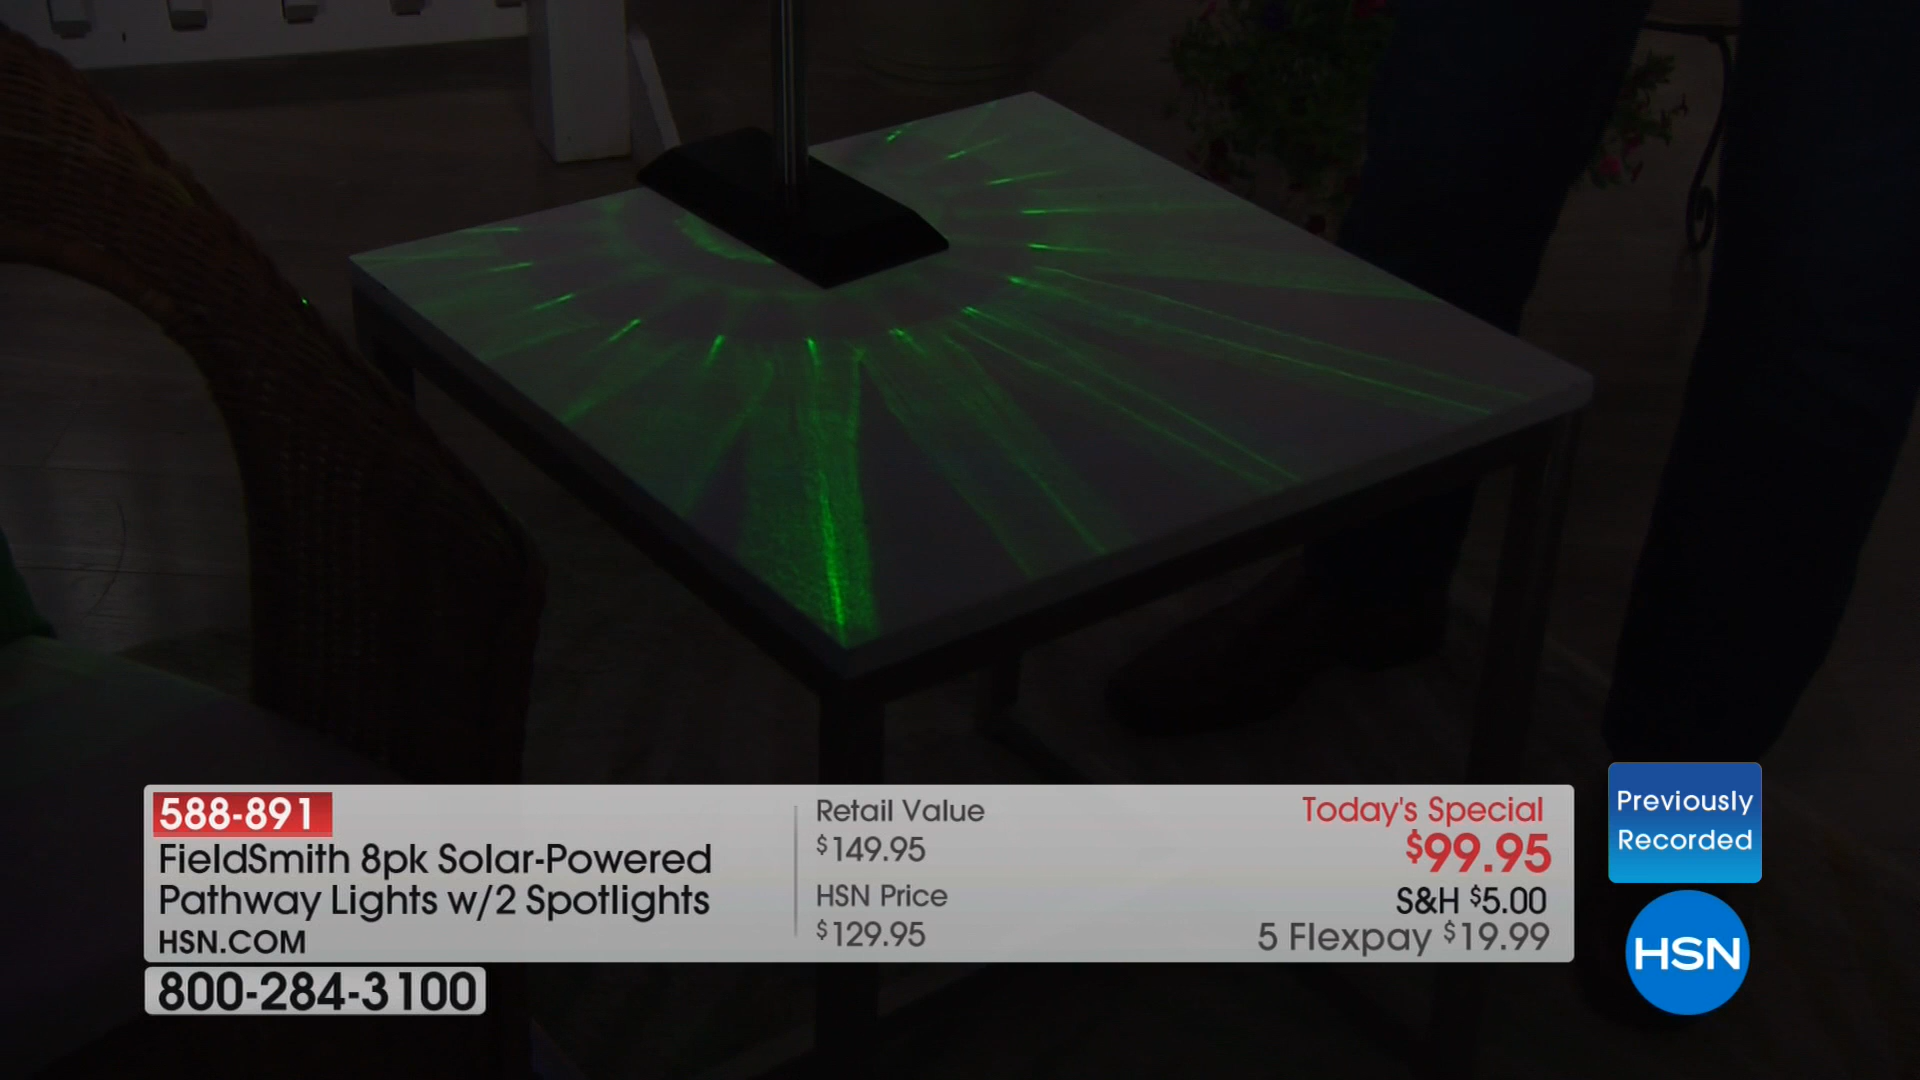 588-891
FieldSmith 8pk Solar-Powered
Pathway Lights w/2 Spotlights
HSN.COM
800-284-3100
Retail Value
$149.95
HSN Price
$129.95
Today's Special
$99.95
S&H $5.00
5 Flexpay $19.99
Previously
Recorded
HSN